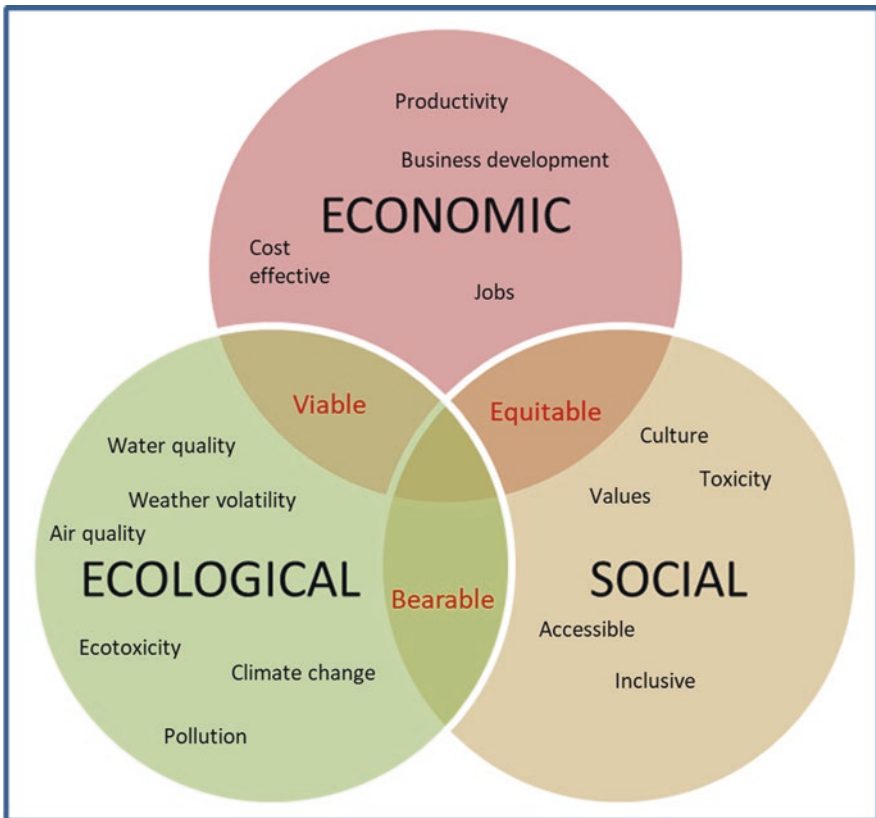 Productivity
Business development
ECONOMIC
Cost
effective
Jobs
Viable
Equitable
Water quality
Culture
Weather volatility
Toxicity
Values
Air quality
ECOLOGICAL
SOCIAL
Bearable
Ecotoxicity
Accessible
Climate change
Inclusive
Pollution